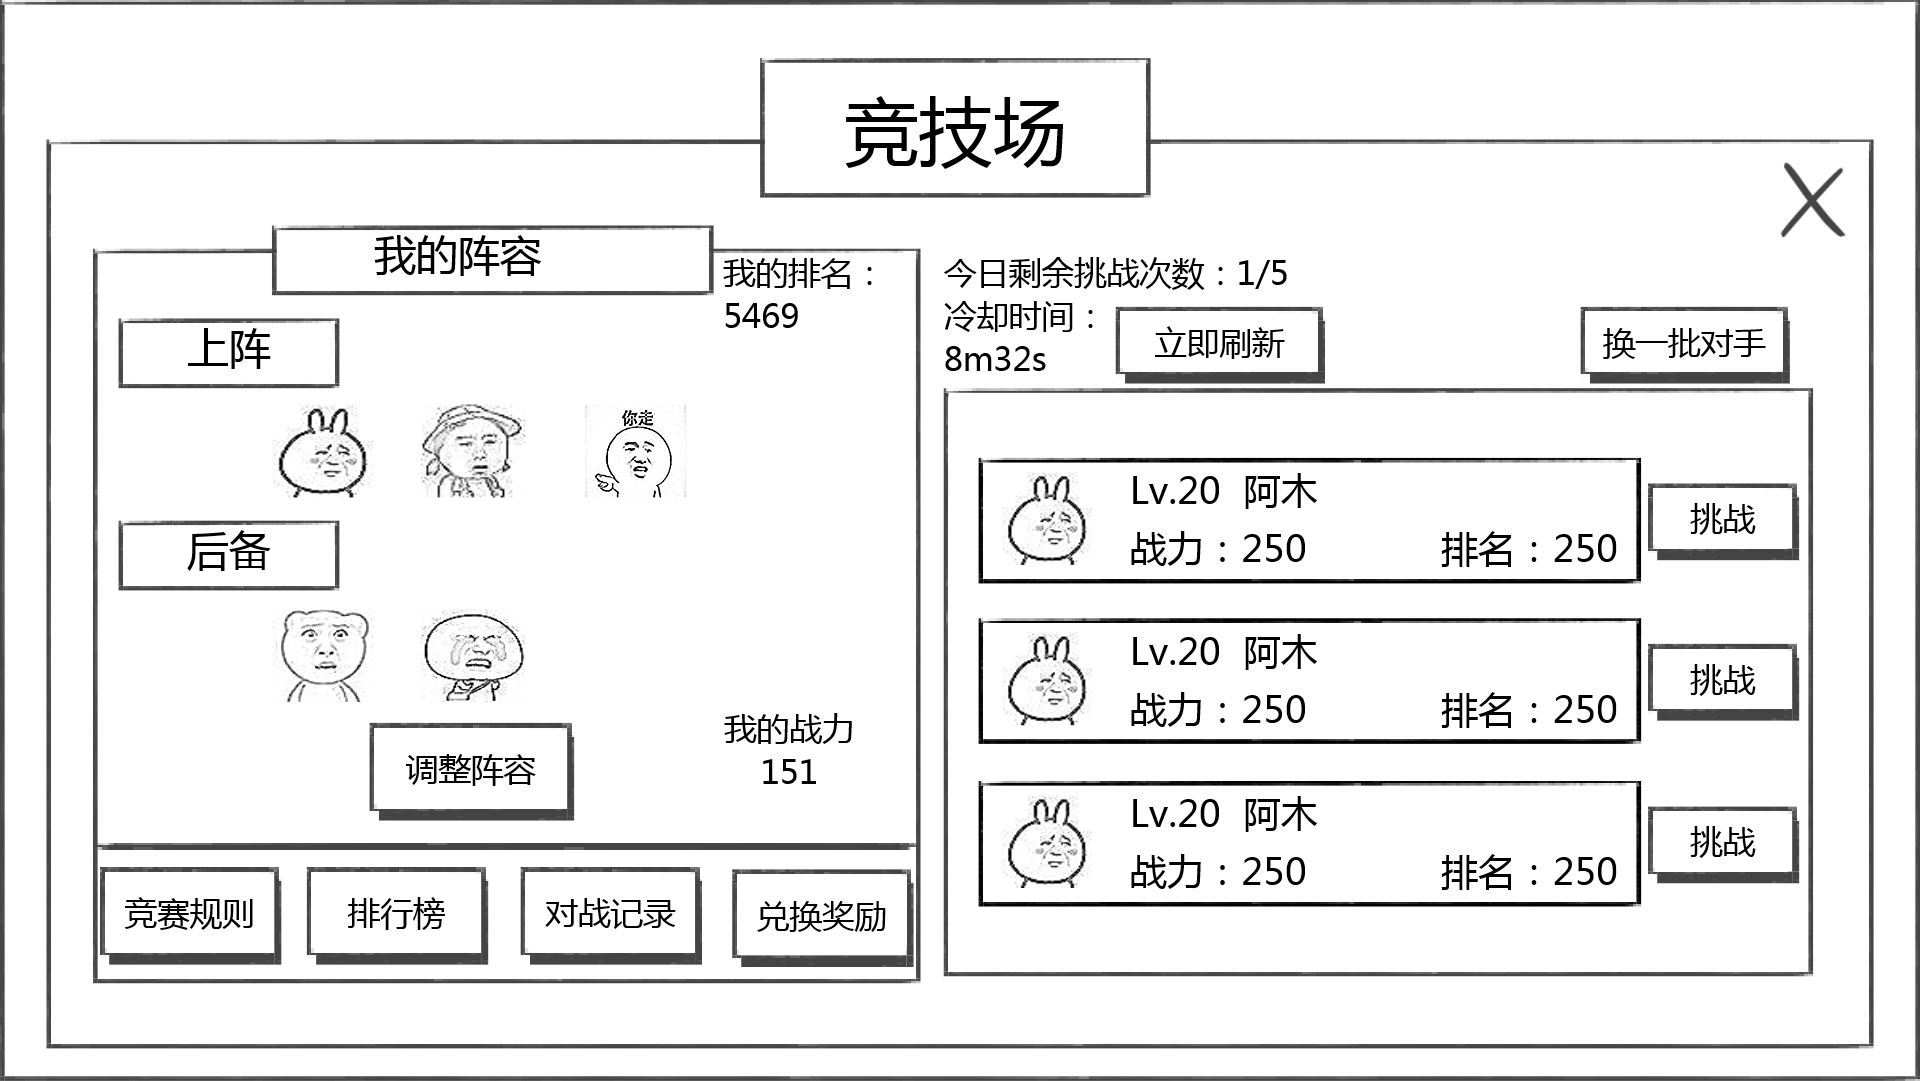 竞技场
我的阵容
我的排名：
5469
上阵
你走
后备
我的战力
151
调整阵容
竞赛规则
排行榜
对战记录
兑换奖励
今日剩余挑战次数：1/5
冷却时间：
8m32s
立即刷新
换一批对手
Lv.20 阿木
战力：250 排名：250
挑战
Lv.20 阿木
战力：250 排名：250
挑战
Lv.20 阿木
战力：250 排名：250
挑战